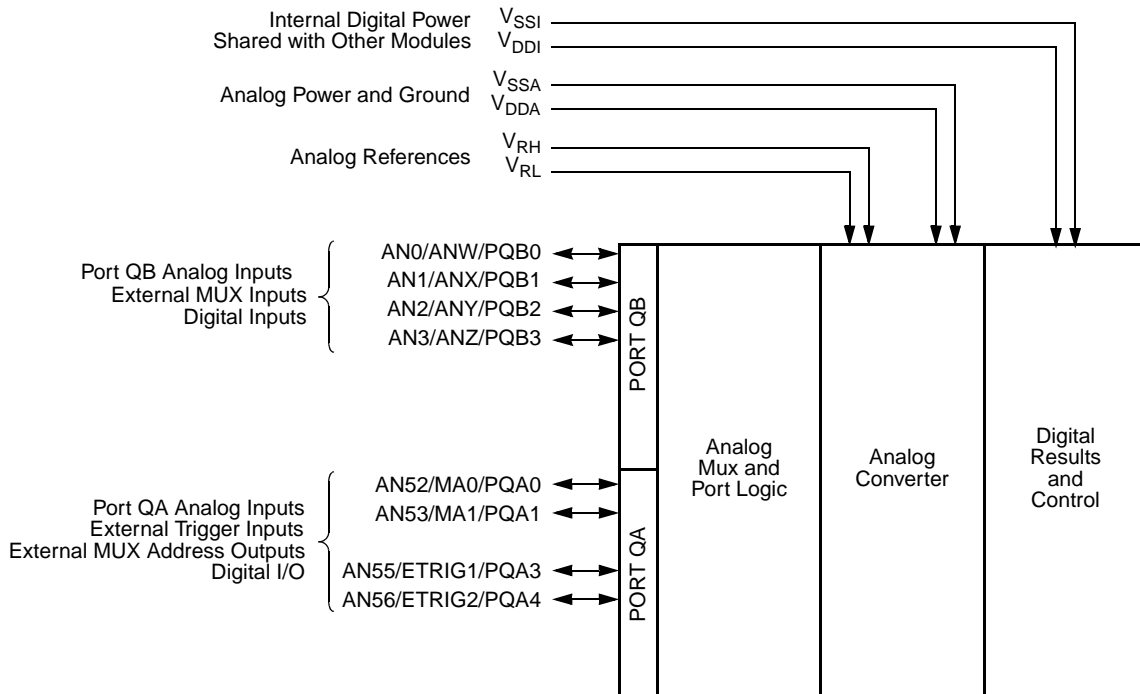 Internal Digital Power
Shared with Other Modules
VSSI
VDDI
Analog Power and Ground
VSSA
VDDA
Analog References
VRH
VRL
Port QB Analog Inputs
External MUX Inputs
Digital Inputs
AN0/ANW/PQB0
AN1/ANX/PQB1
AN2/ANY/PQB2
AN3/ANZ/PQB3
PORT QB
Port QA Analog Inputs
External Trigger Inputs
External MUX Address Outputs
Digital I/O
AN52/MA0/PQA0
AN53/MA1/PQA1
AN55/ETRIG1/PQA3
AN56/ETRIG2/PQA4
PORT QA
Analog
Mux and
Port Logic
Analog
Converter
Digital
Results
and
Control